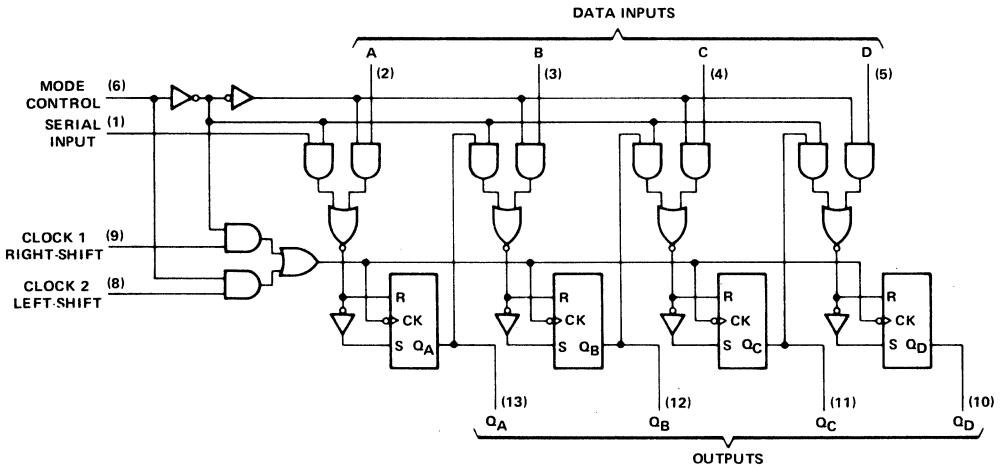 DATA INPUTS
A B C D
(2) (3) (4) (5)
MODE CONTROL (6)
SERIAL INPUT (1)
CLOCK 1 RIGHT-SHIFT (9)
CLOCK 2 LEFT-SHIFT (8)
R R R R
CK CK CK CK
S QA S QB S QC S QD
(13) (12) (11) (10)
QA QB QC QD
OUTPUTS